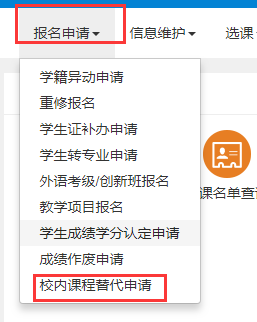 报名申请 信息维护 选课
学籍异动申请
重修报名
学生证补办申请
学生转专业申请
外语考级/创新班报名
教学项目报名
课名单查询
学生成绩学分认定申请
成绩作废申请
校内课程替代申请